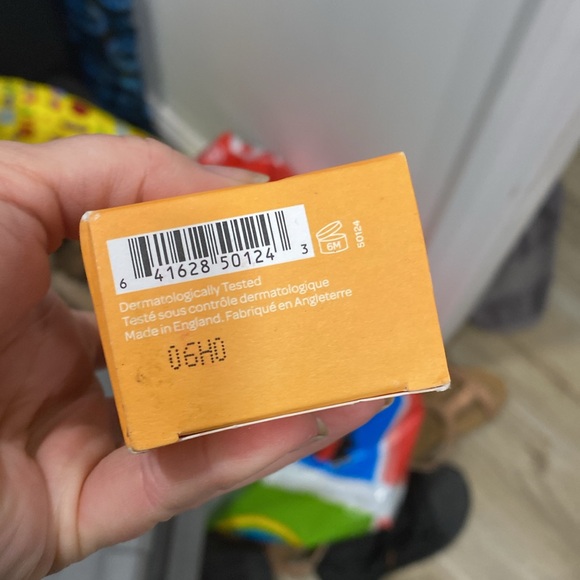 6 41628 50124 3
6M
50124
Dermatologically Tested
Testé sous contrôle dermatologique
Made in England. Fabriqué en Angleterre
06H0